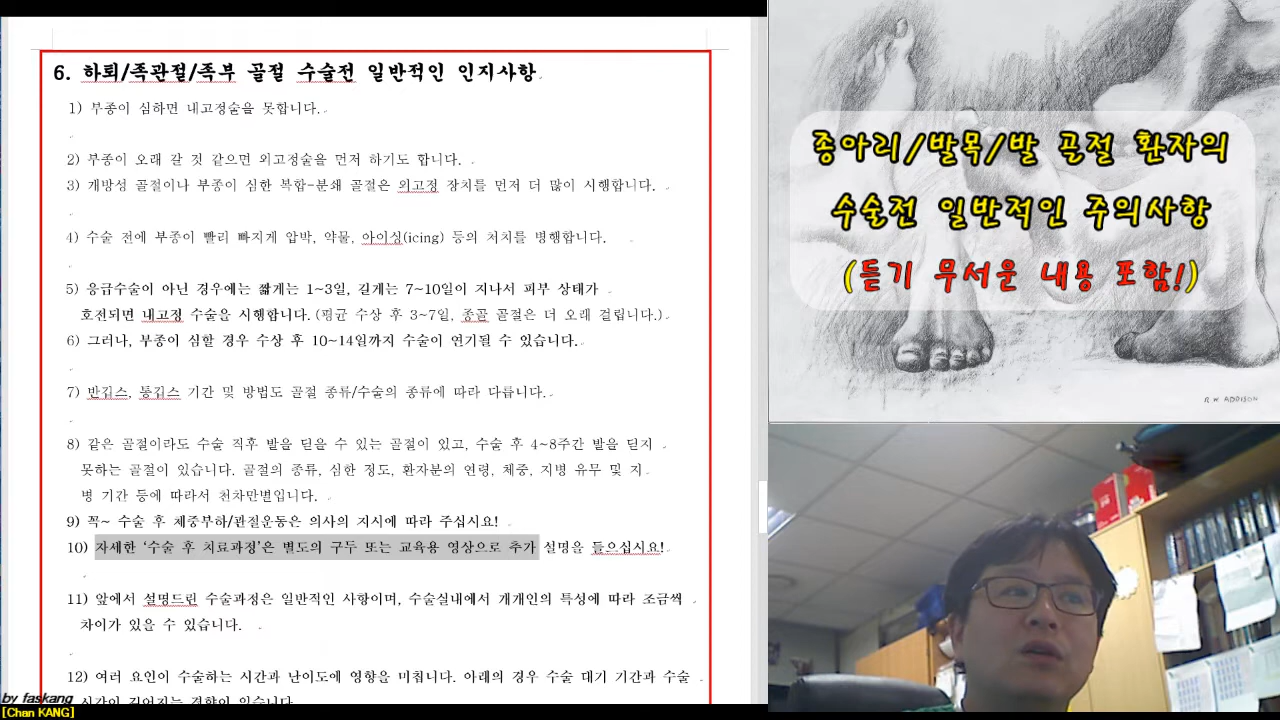 6. 하퇴/족관절/족부 골절 수술전 일반적인 인지사항
1) 부종이 심하면 내고정술을 못합니다.
2) 부종이 오래 갈 것 같으면 외고정술을 먼저 하기도 합니다.
3) 개방성 골절이나 부종이 심한 복합-분쇄 골절은 외고정 장치를 먼저 더 많이 시행합니다.
4) 수술 전에 부종이 빨리 빠지게 압박, 약물, 아이싱(icing) 등의 처치를 병행합니다.
5) 응급수술이 아닌 경우에는 짧게는 1~3일, 길게는 7~10일이 지나서 피부 상태가
호전되면 내고정 수술을 시행합니다. (평균 수상 후 3~7일, 종골 골절은 더 오래 걸립니다.)
6) 그러나, 부종이 심할 경우 수상 후 10~14일까지 수술이 연기될 수 있습니다.
7) 반깁스, 통깁스 기간 및 방법도 골절 종류/수술의 종류에 따라 다릅니다.
8) 같은 골절이라도 수술 직후 발을 딛을 수 있는 골절이 있고, 수술 후 4~8주간 발을 딛지
못하는 골절이 있습니다. 골절의 종류, 심한 정도, 환자분의 연령, 체중, 지병 유무 및 지
병 기간 등에 따라서 천차만별입니다.
9) 꼭~ 수술 후 체중부하/관절운동은 의사의 지시에 따라 주십시요!
10) 자세한 ‘수술 후 치료과정’은 별도의 구두 또는 교육용 영상으로 추가 설명을 들으십시요!
11) 앞에서 설명드린 수술과정은 일반적인 사항이며, 수술실내에서 개개인의 특성에 따라 조금씩
차이가 있을 수 있습니다.
12) 여러 요인이 수술하는 시간과 난이도에 영향을 미칩니다. 아래의 경우 수술 대기 기간과 수술
시간이 길어지는 경향이 있습니다.
by faskang
[Chan KANG]
종아리/발목/발 골절 환자의
수술전 일반적인 주의사항
(듣기 무서운 내용 포함!)
R W ADDISON